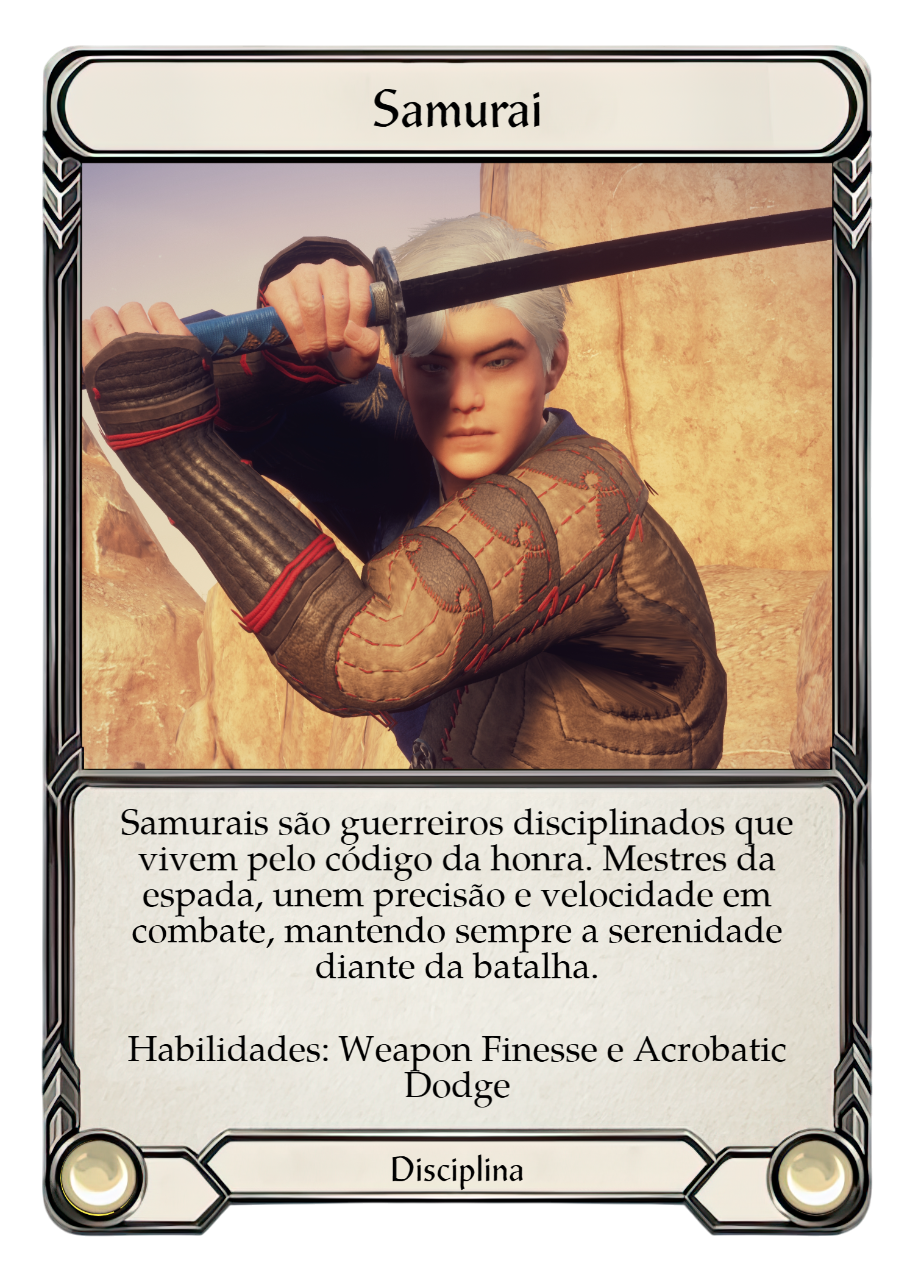 Samurai
Samurais são guerreiros disciplinados que
vivem pelo código da honra. Mestres da
espada, unem precisão e velocidade em
combate, mantendo sempre a serenidade
diante da batalha.
Habilidades: Weapon Finesse e Acrobatic
Dodge
Disciplina